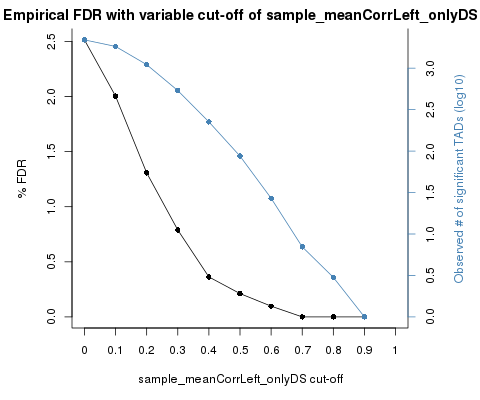 Empirical FDR with variable cut-off of sample_meanCorrLeft_onlyDS
% FDR
2.5
2.0
1.5
1.0
0.5
0.0
3.0
2.5
2.0
1.5
1.0
0.5
0.0
Observed # of significant TADs (log10)
0 0.1 0.2 0.3 0.4 0.5 0.6 0.7 0.8 0.9 1
sample_meanCorrLeft_onlyDS cut-off